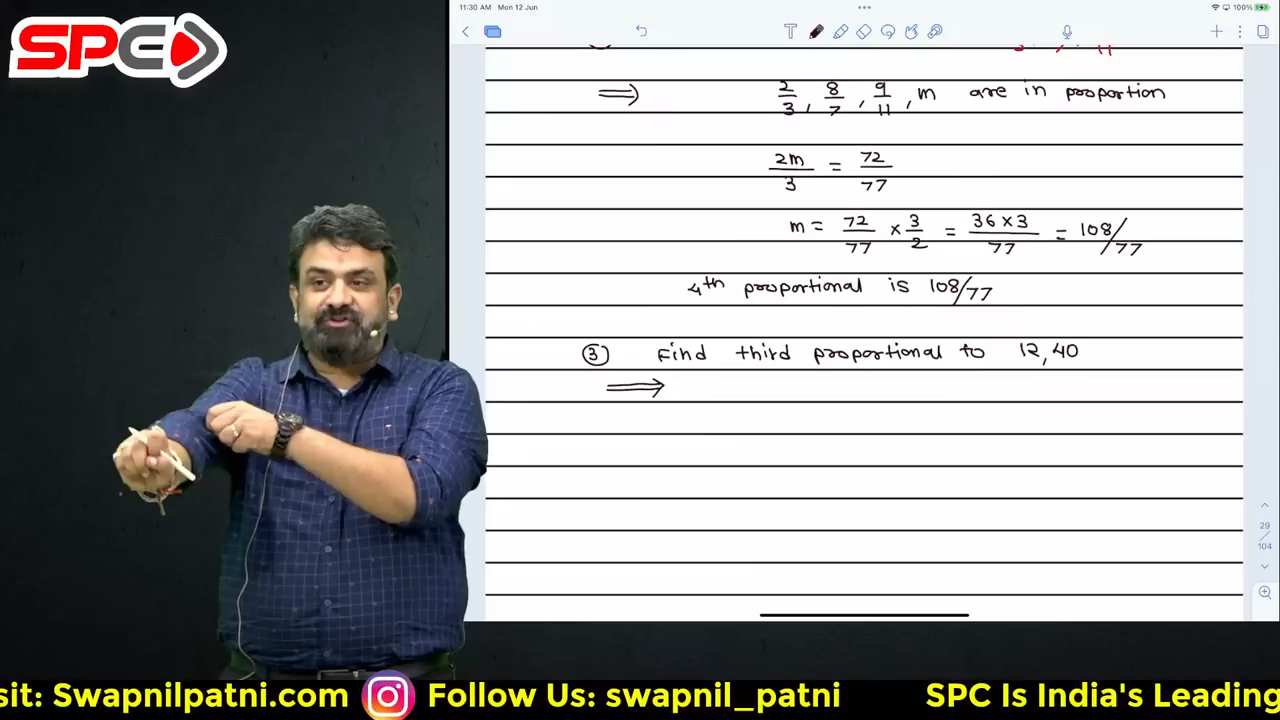 11:30 AM Mon 12 Jun
100%
SPC
⟹ 2/3, 8/7, 9/11, m are in proportion
2m/3 = 72/77
m = 72/77 × 3/2 = 36×3/77 = 108/77
4th proportional is 108/77
③ Find third proportional to 12, 40
⟹
29
104
sit: Swapnilpatni.com Follow Us: swapnil_patni SPC Is India's Leading